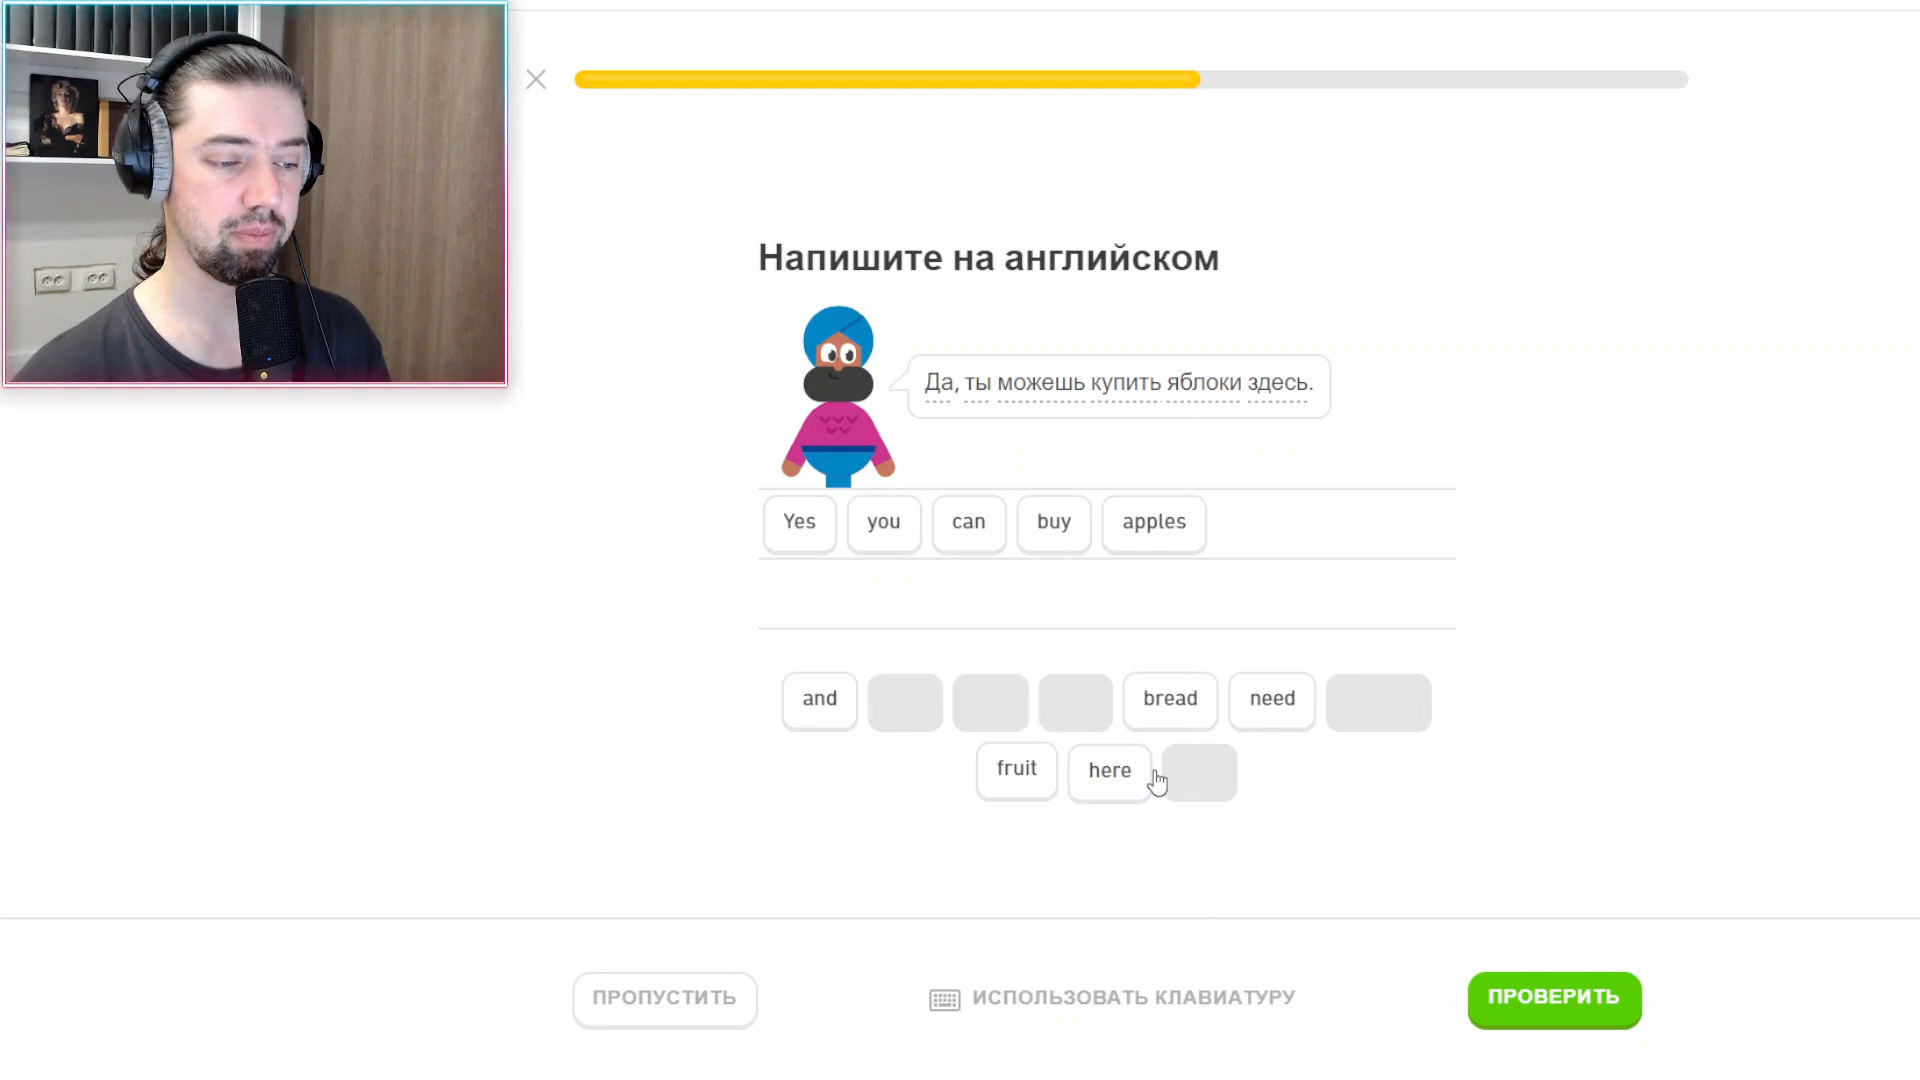 Напишите на английском
Да, ты можешь купить яблоки здесь.
Yes you can buy apples
and bread need
fruit here
ПРОПУСТИТЬ ИСПОЛЬЗОВАТЬ КЛАВИАТУРУ ПРОВЕРИТЬ